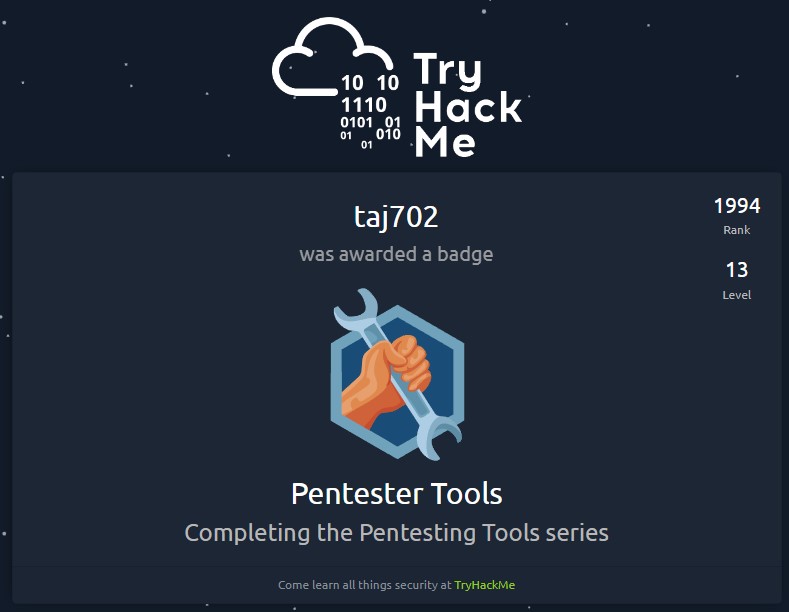 Try
Hack
Me
10 10
1110
0101 01
01 010
01
taj702
was awarded a badge
1994
Rank
13
Level
Pentester Tools
Completing the Pentesting Tools series
Come learn all things security at TryHackMe